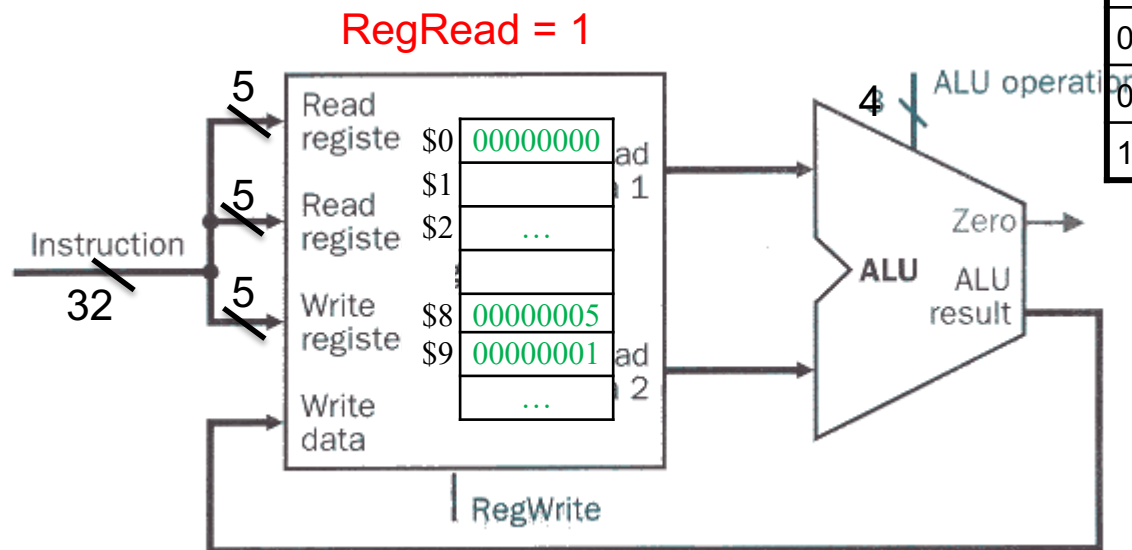 RegRead = 1
5
Read
registe
$0 00000000
ad
1
$1
5
Read
registe
$2 ...
Instruction
32
5
Write
registe
$8 00000005
$9 00000001
ad
2
...
Write
data
RegWrite
4
ALU operation
Zero
ALU
ALU
result
0
0
1